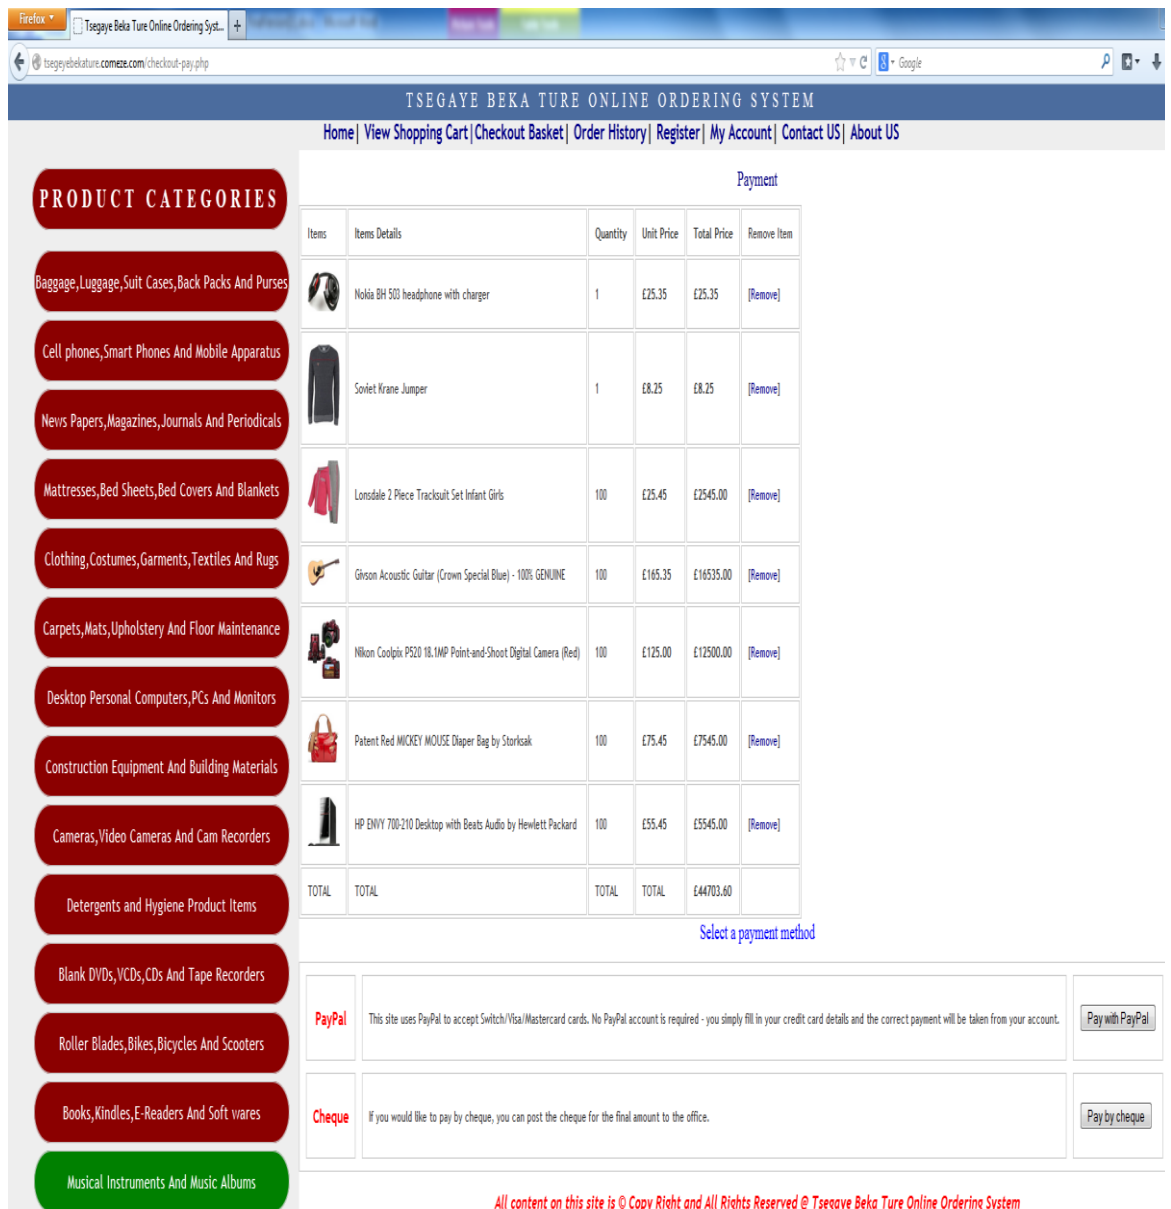 Firefox
Tsegaye Beka Ture Online Ordering Syst...
+
tsegeyebekature.comeze.com/checkout-pay.php
Google
TSEGAYE BEKA TURE ONLINE ORDERING SYSTEM
Home| View Shopping Cart|Checkout Basket| Order History| Register| My Account| Contact US| About US
PRODUCT CATEGORIES
Baggage,Luggage,Suit Cases,Back Packs And Purses
Cell phones,Smart Phones And Mobile Apparatus
News Papers,Magazines,Journals And Periodicals
Mattresses,Bed Sheets,Bed Covers And Blankets
Clothing,Costumes,Garments,Textiles And Rugs
Carpets,Mats,Upholstery And Floor Maintenance
Desktop Personal Computers,PCs And Monitors
Construction Equipment And Building Materials
Cameras,Video Cameras And Cam Recorders
Detergents and Hygiene Product Items
Blank DVDs,VCDs,CDs And Tape Recorders
Roller Blades,Bikes,Bicycles And Scooters
Books,Kindles,E-Readers And Soft wares
Musical Instruments And Music Albums
Payment
Items Items Details Quantity Unit Price Total Price Remove Item
Nokia BH 503 headphone with charger 1 £25.35 £25.35 [Remove]
Soviet Krane Jumper 1 £8.25 £8.25 [Remove]
Lonsdale 2 Piece Tracksuit Set Infant Girls 100 £25.45 £2545.00 [Remove]
Givson Acoustic Guitar (Crown Special Blue) - 100% GENUINE 100 £165.35 £16535.00 [Remove]
Nikon Coolpix P520 18.1MP Point-and-Shoot Digital Camera (Red) 100 £125.00 £12500.00 [Remove]
Patent Red MICKEY MOUSE Diaper Bag by Storksak 100 £75.45 £7545.00 [Remove]
HP ENVY 700-210 Desktop with Beats Audio by Hewlett Packard 100 £55.45 £5545.00 [Remove]
TOTAL TOTAL TOTAL TOTAL £44703.60
Select a payment method
PayPal This site uses PayPal to accept Switch/Visa/Mastercard cards. No PayPal account is required - you simply fill in your credit card details and the correct payment will be taken from your account. Pay with PayPal
Cheque If you would like to pay by cheque, you can post the cheque for the final amount to the office. Pay by cheque
All content on this site is © Copy Right and All Rights Reserved @ Tsegaye Beka Ture Online Ordering System